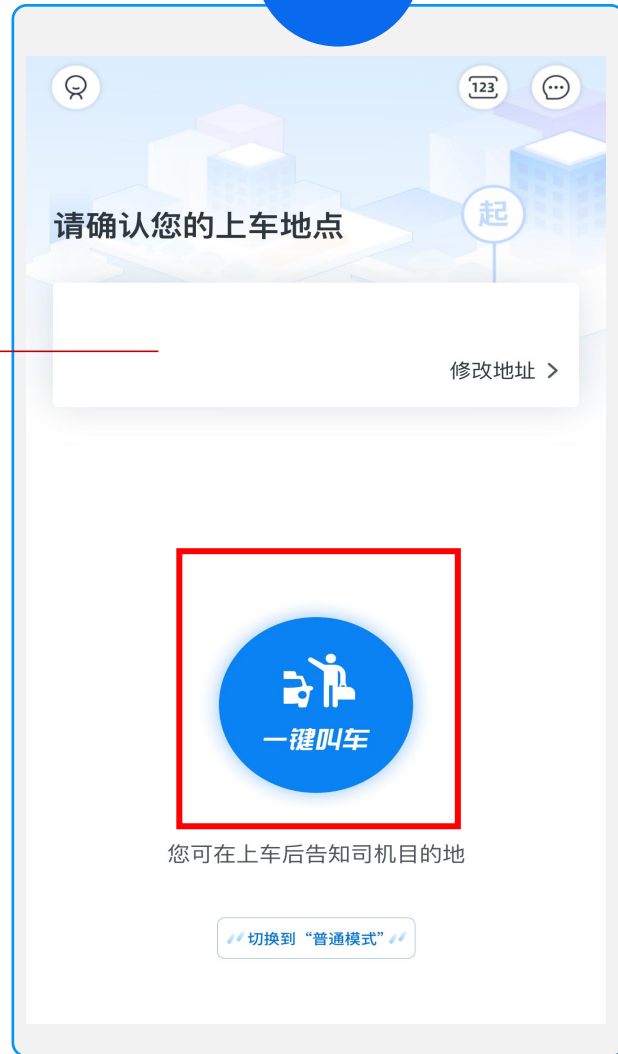 123
请确认您的上车地点
起
修改地址
一键叫车
您可在上车后告知司机目的地
切换到“普通模式”